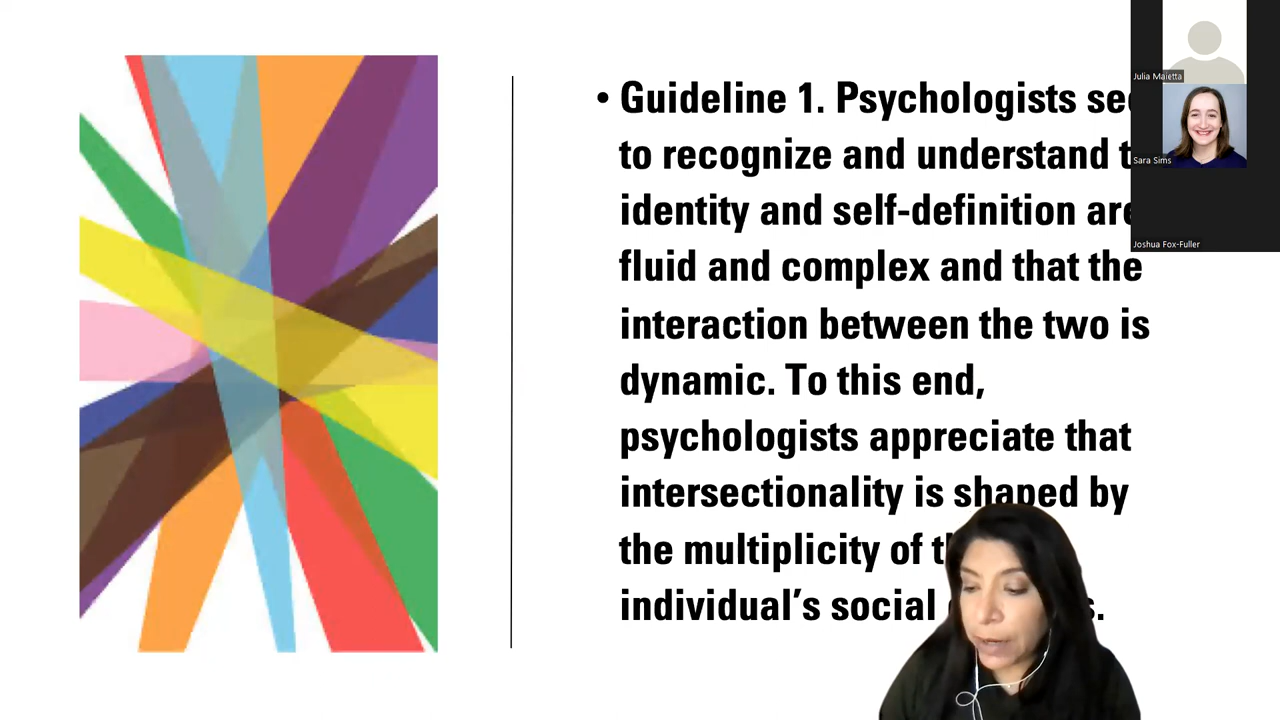 • Guideline 1. Psychologists
to recognize and understand
identity and self-definition are
fluid and complex and that the
interaction between the two is
dynamic. To this end,
psychologists appreciate that
intersectionality is shaped by
the multiplicity of
individual’s social
Julia Maietta
Sara Sims
Joshua Fox-Fuller